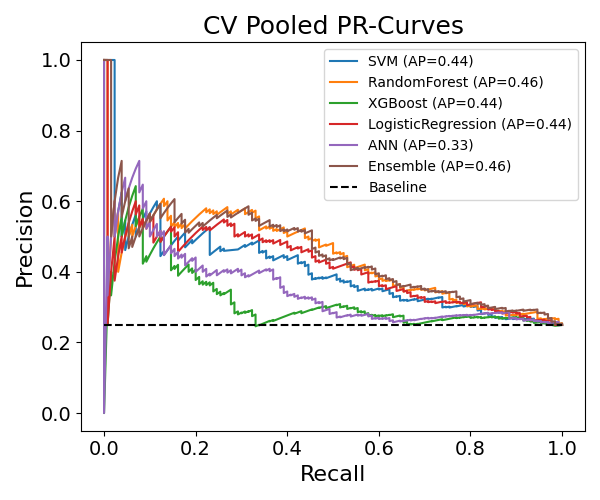 CV Pooled PR-Curves
Precision
1.0
0.8
0.6
0.4
0.2
0.0
SVM (AP=0.44)
RandomForest (AP=0.46)
XGBoost (AP=0.44)
LogisticRegression (AP=0.44)
ANN (AP=0.33)
Ensemble (AP=0.46)
Baseline
0.0 0.2 0.4 0.6 0.8 1.0
Recall